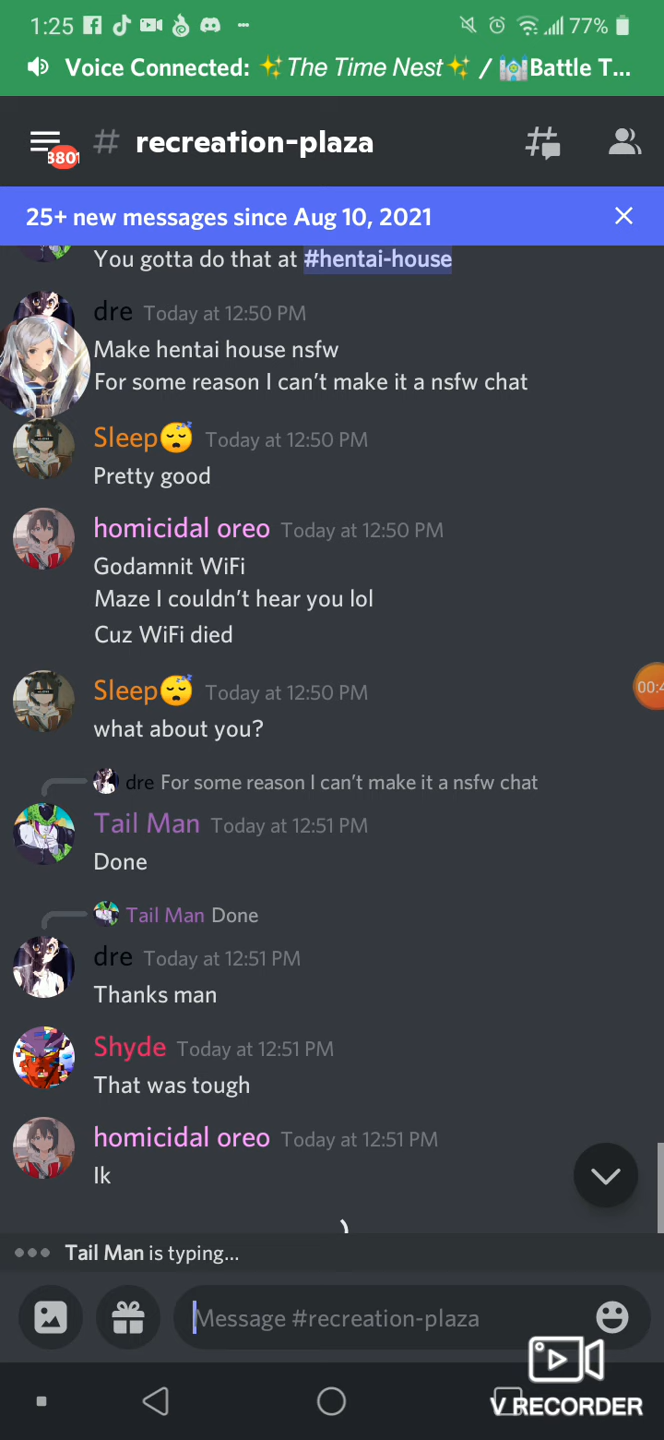 1:25
77%
Voice Connected: ✨The Time Nest✨ / 🏰Battle T...
# recreation-plaza
25+ new messages since Aug 10, 2021
You gotta do that at #hentai-house
dre Today at 12:50 PM
Make hentai house nsfw
For some reason I can’t make it a nsfw chat
Sleep😴 Today at 12:50 PM
Pretty good
homicidal oreo Today at 12:50 PM
Godamnit WiFi
Maze I couldn’t hear you lol
Cuz WiFi died
Sleep😴 Today at 12:50 PM
what about you?
dre For some reason I can’t make it a nsfw chat
Tail Man Today at 12:51 PM
Done
Tail Man Done
dre Today at 12:51 PM
Thanks man
Shyde Today at 12:51 PM
That was tough
homicidal oreo Today at 12:51 PM
Ik
Tail Man is typing...
Message #recreation-plaza
V RECORDER